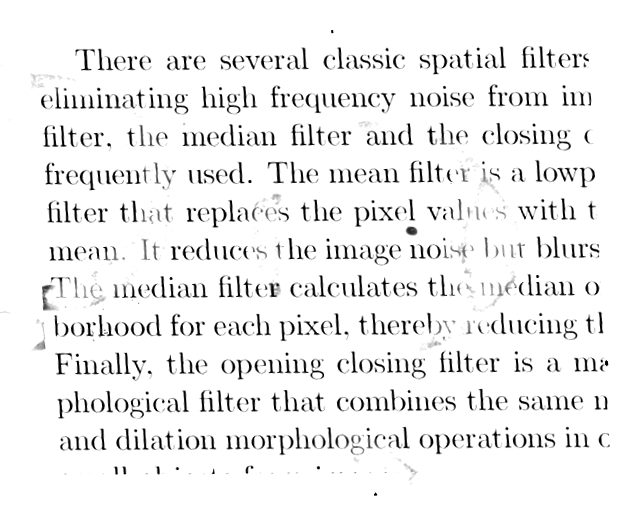 There are several classic spatial filters
eliminating high frequency noise from im
filter, the median filter and the closing
frequently used. The mean filter is a lowp
filter that replaces the pixel values with t
mean. It reduces the image noise but blurs
The median filter calculates the median o
borhood for each pixel, thereby reducing tl
Finally, the opening closing filter is a ma
phological filter that combines the same n
and dilation morphological operations in c